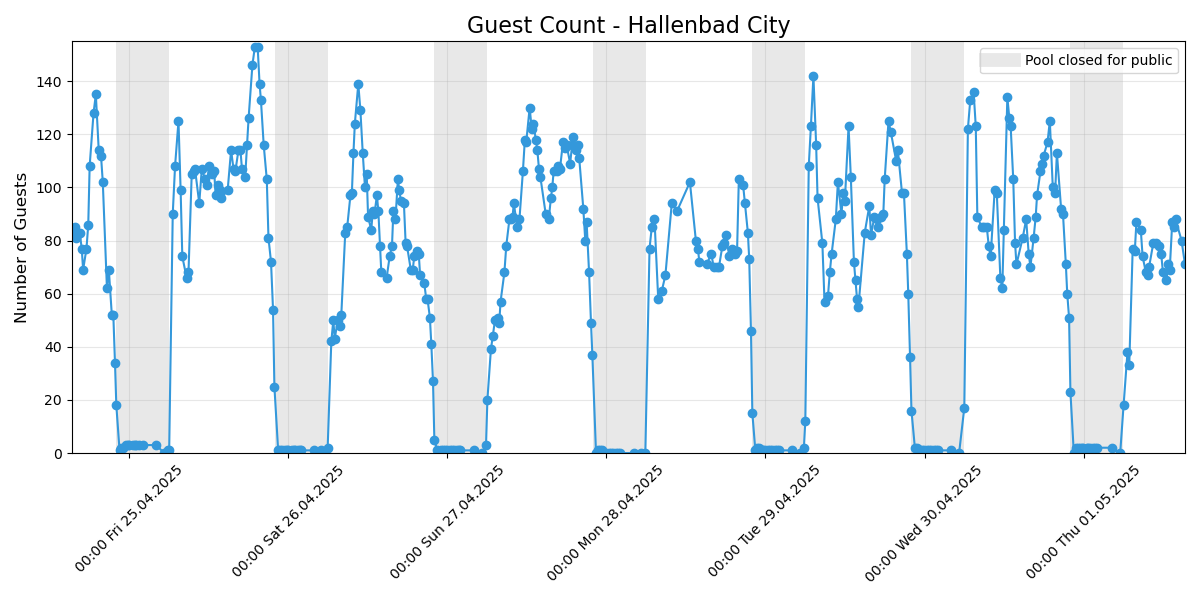 Guest Count - Hallenbad City
Pool closed for public
Number of Guests
140
120
100
80
60
40
20
0
00:00 Fri 25.04.2025
00:00 Sat 26.04.2025
00:00 Sun 27.04.2025
00:00 Mon 28.04.2025
00:00 Tue 29.04.2025
00:00 Wed 30.04.2025
00:00 Thu 01.05.2025